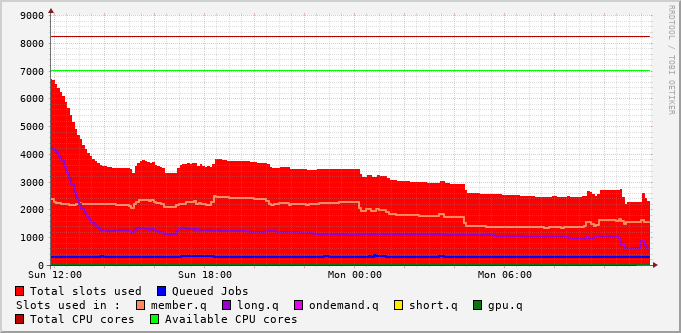 9000
8000
7000
6000
5000
4000
3000
2000
1000
0
Sun 12:00 Sun 18:00 Mon 00:00 Mon 06:00
RRDTOOL / TOBI OETIKER
Total slots used Queued Jobs
Slots used in : member.q long.q ondemand.q short.q gpu.q
Total CPU cores Available CPU cores